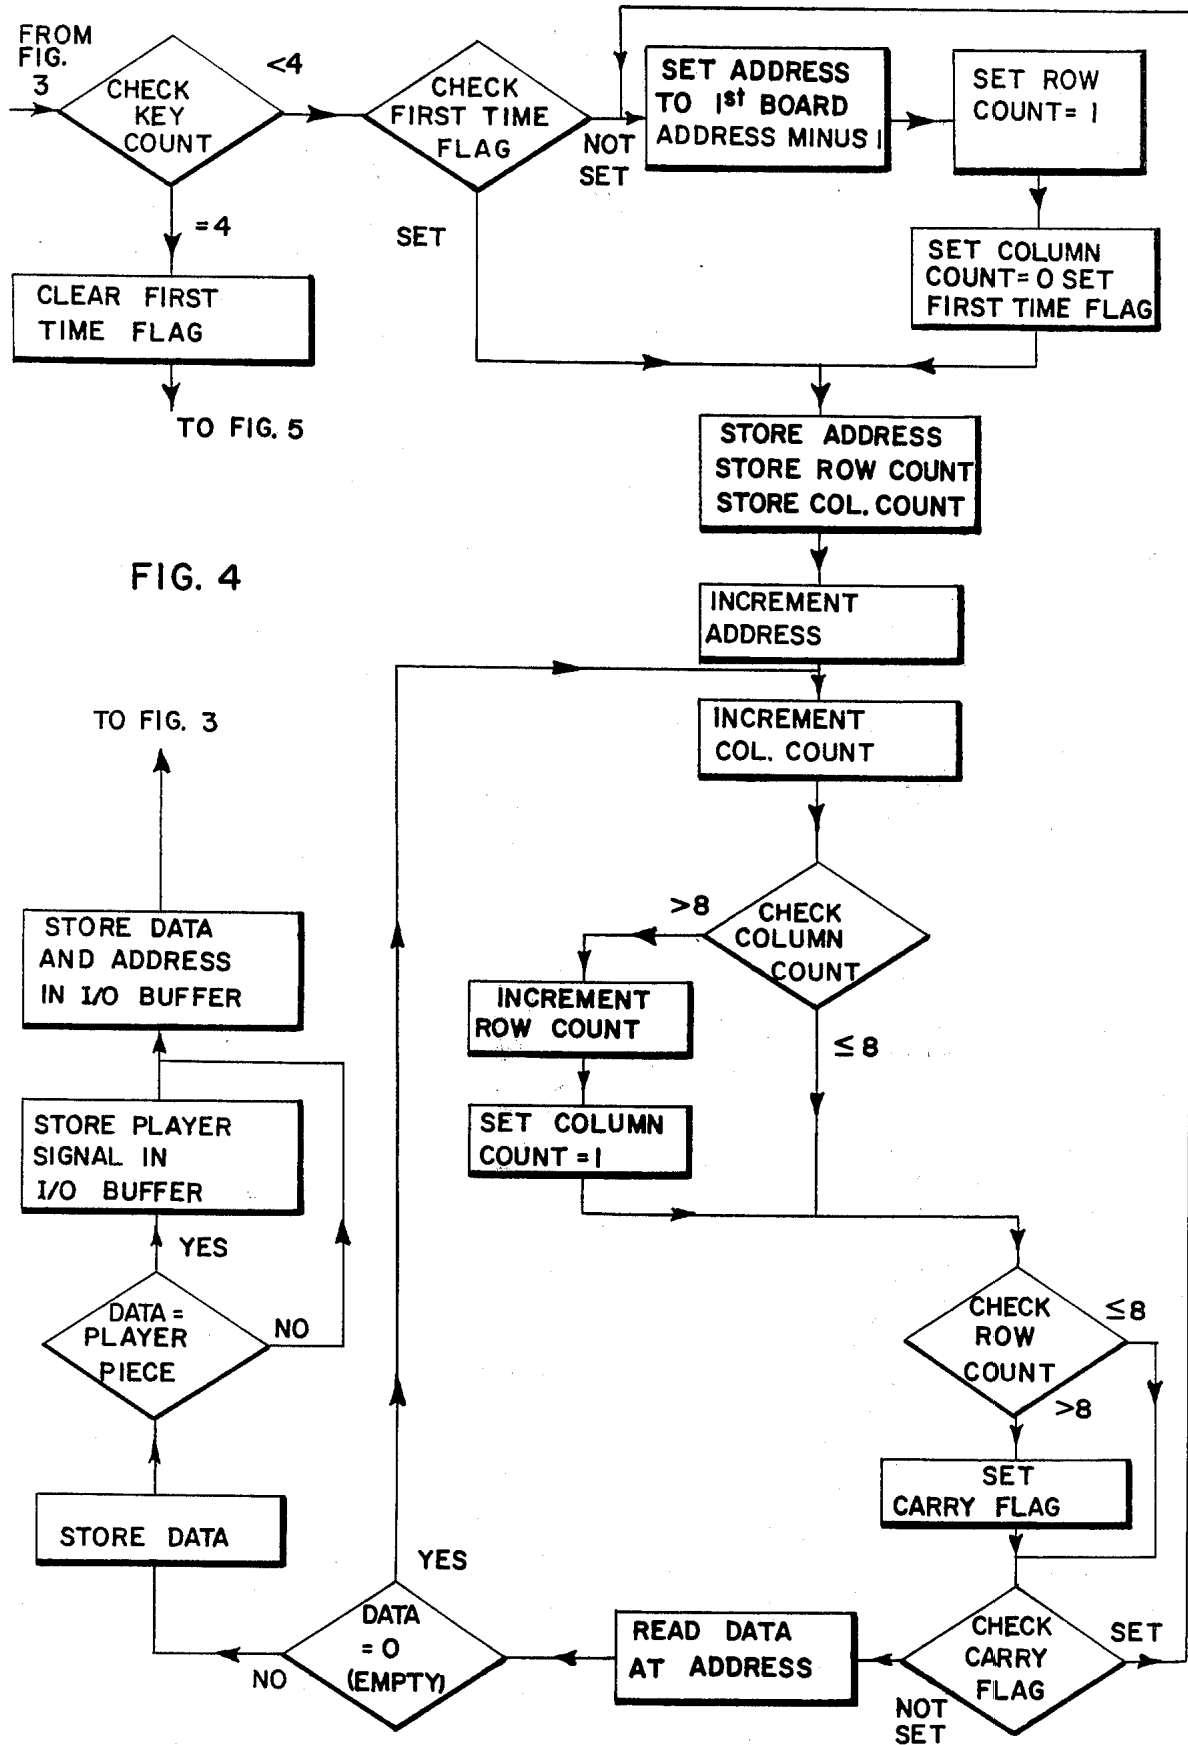 FROM
FIG.
3
CHECK
KEY
COUNT
<4
=4
CHECK
FIRST TIME
FLAG
NOT
SET
SET
SET ADDRESS
TO 1st BOARD
ADDRESS MINUS 1
SET ROW
COUNT= 1
SET COLUMN
COUNT=0 SET
FIRST TIME FLAG
CLEAR FIRST
TIME FLAG
TO FIG. 5
STORE ADDRESS
STORE ROW COUNT
STORE COL. COUNT
FIG. 4
INCREMENT
ADDRESS
INCREMENT
COL. COUNT
TO FIG. 3
CHECK
COLUMN
COUNT
>8
≤8
INCREMENT
ROW COUNT
SET COLUMN
COUNT =1
STORE DATA
AND ADDRESS
IN I/O BUFFER
STORE PLAYER
SIGNAL IN
I/O BUFFER
YES
DATA =
PLAYER
PIECE
NO
CHECK
ROW
COUNT
≤8
>8
SET
CARRY FLAG
STORE DATA
YES
DATA
= 0
(EMPTY)
NO
READ DATA
AT ADDRESS
CHECK
CARRY
FLAG
SET
NOT
SET